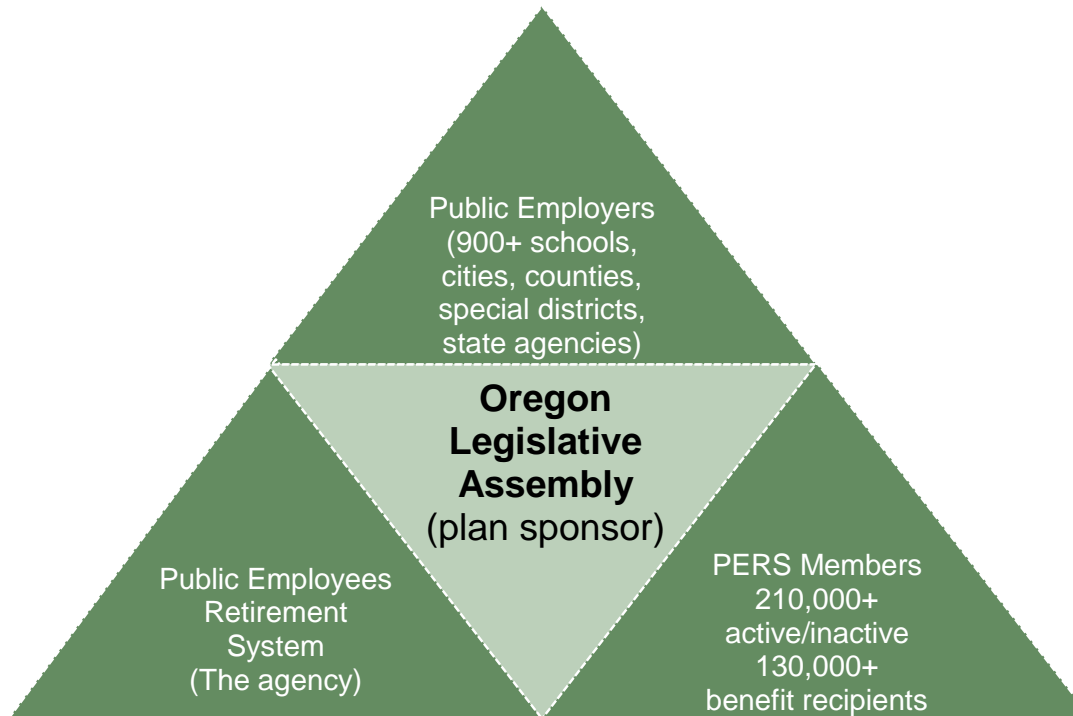 Public Employers
(900+ schools,
cities, counties,
special districts,
state agencies)
Oregon
Legislative
Assembly
(plan sponsor)
Public Employees
Retirement
System
(The agency)
PERS Members
210,000+
active/inactive
130,000+
benefit recipients